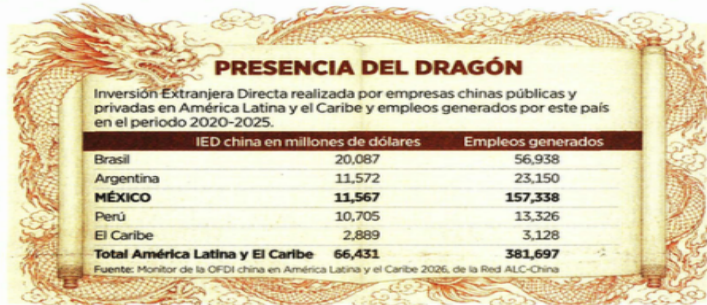 PRESENCIA DEL DRAGÓN
Inversión Extranjera Directa realizada por empresas chinas públicas y
privadas en América Latina y el Caribe y empleos generados por este país
en el periodo 2020-2025.
IED china en millones de dólares Empleos generados
Brasil 20,087 56,938
Argentina 11,572 23,150
MÉXICO 11,567 157,338
Perú 10,705 13,326
El Caribe 2,889 3,128
Total América Latina y El Caribe 66,431 381,697
Fuente: Monitor de la OFDI china en América Latina y el Caribe 2026, de la Red ALC-China